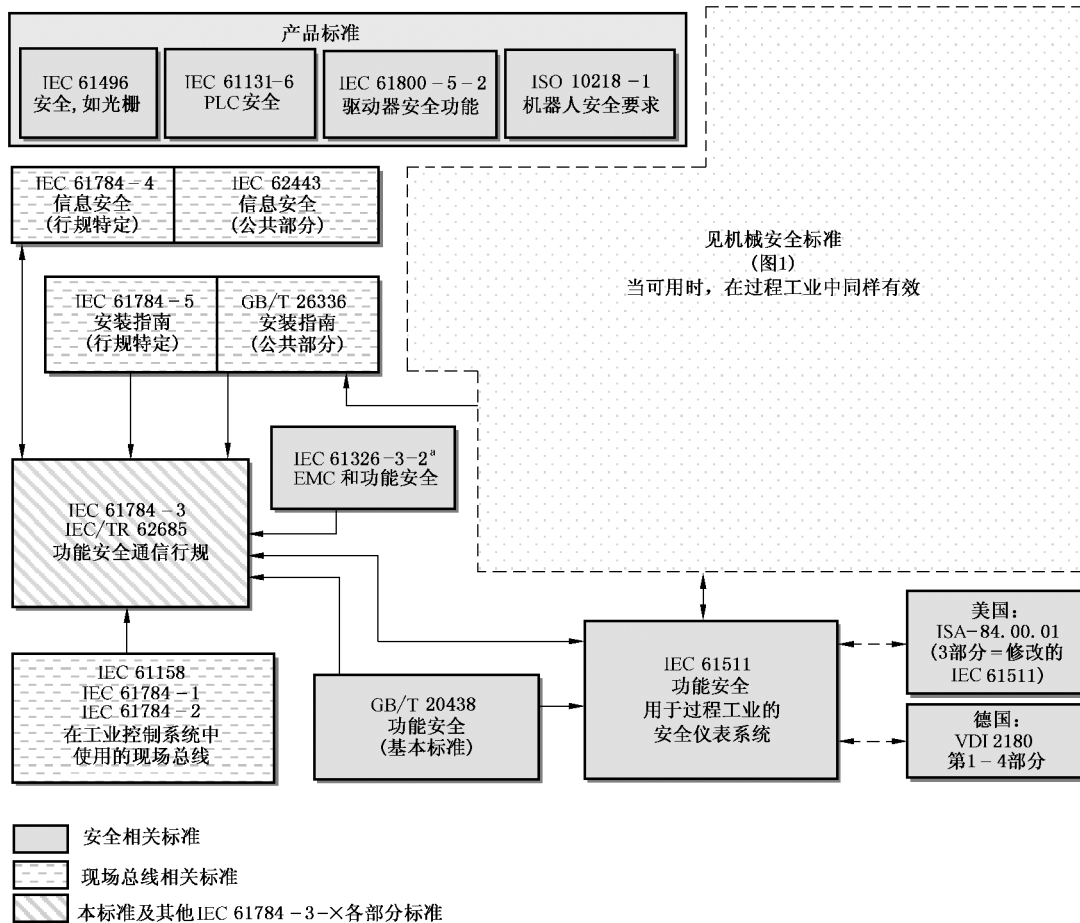 产品标准
IEC 61496
安全,如光栅
IEC 61131-6
PLC安全
IEC 61800-5-2
驱动器安全功能
ISO 10218-1
机器人安全要求
IEC 61784-4
信息安全
(行规特定)
IEC 62443
信息安全
(公共部分)
见机械安全标准
(图1)
当可用时，在过程工业中同样有效
IEC 61784-5
安装指南
(行规特定)
GB/T 26336
安装指南
(公共部分)
IEC 61326-3-2ᵃ
EMC和功能安全
IEC 61784-3
IEC/TR 62685
功能安全通信行规
IEC 61158
IEC 61784-1
IEC 61784-2
在工业控制系统中
使用的现场总线
GB/T 20438
功能安全
(基本标准)
IEC 61511
功能安全
用于过程工业的
安全仪表系统
美国：
ISA-84.00.01
(3部分=修改的
IEC 61511)
德国：
VDI 2180
第1-4部分
安全相关标准
现场总线相关标准
本标准及其他IEC 61784-3-×各部分标准